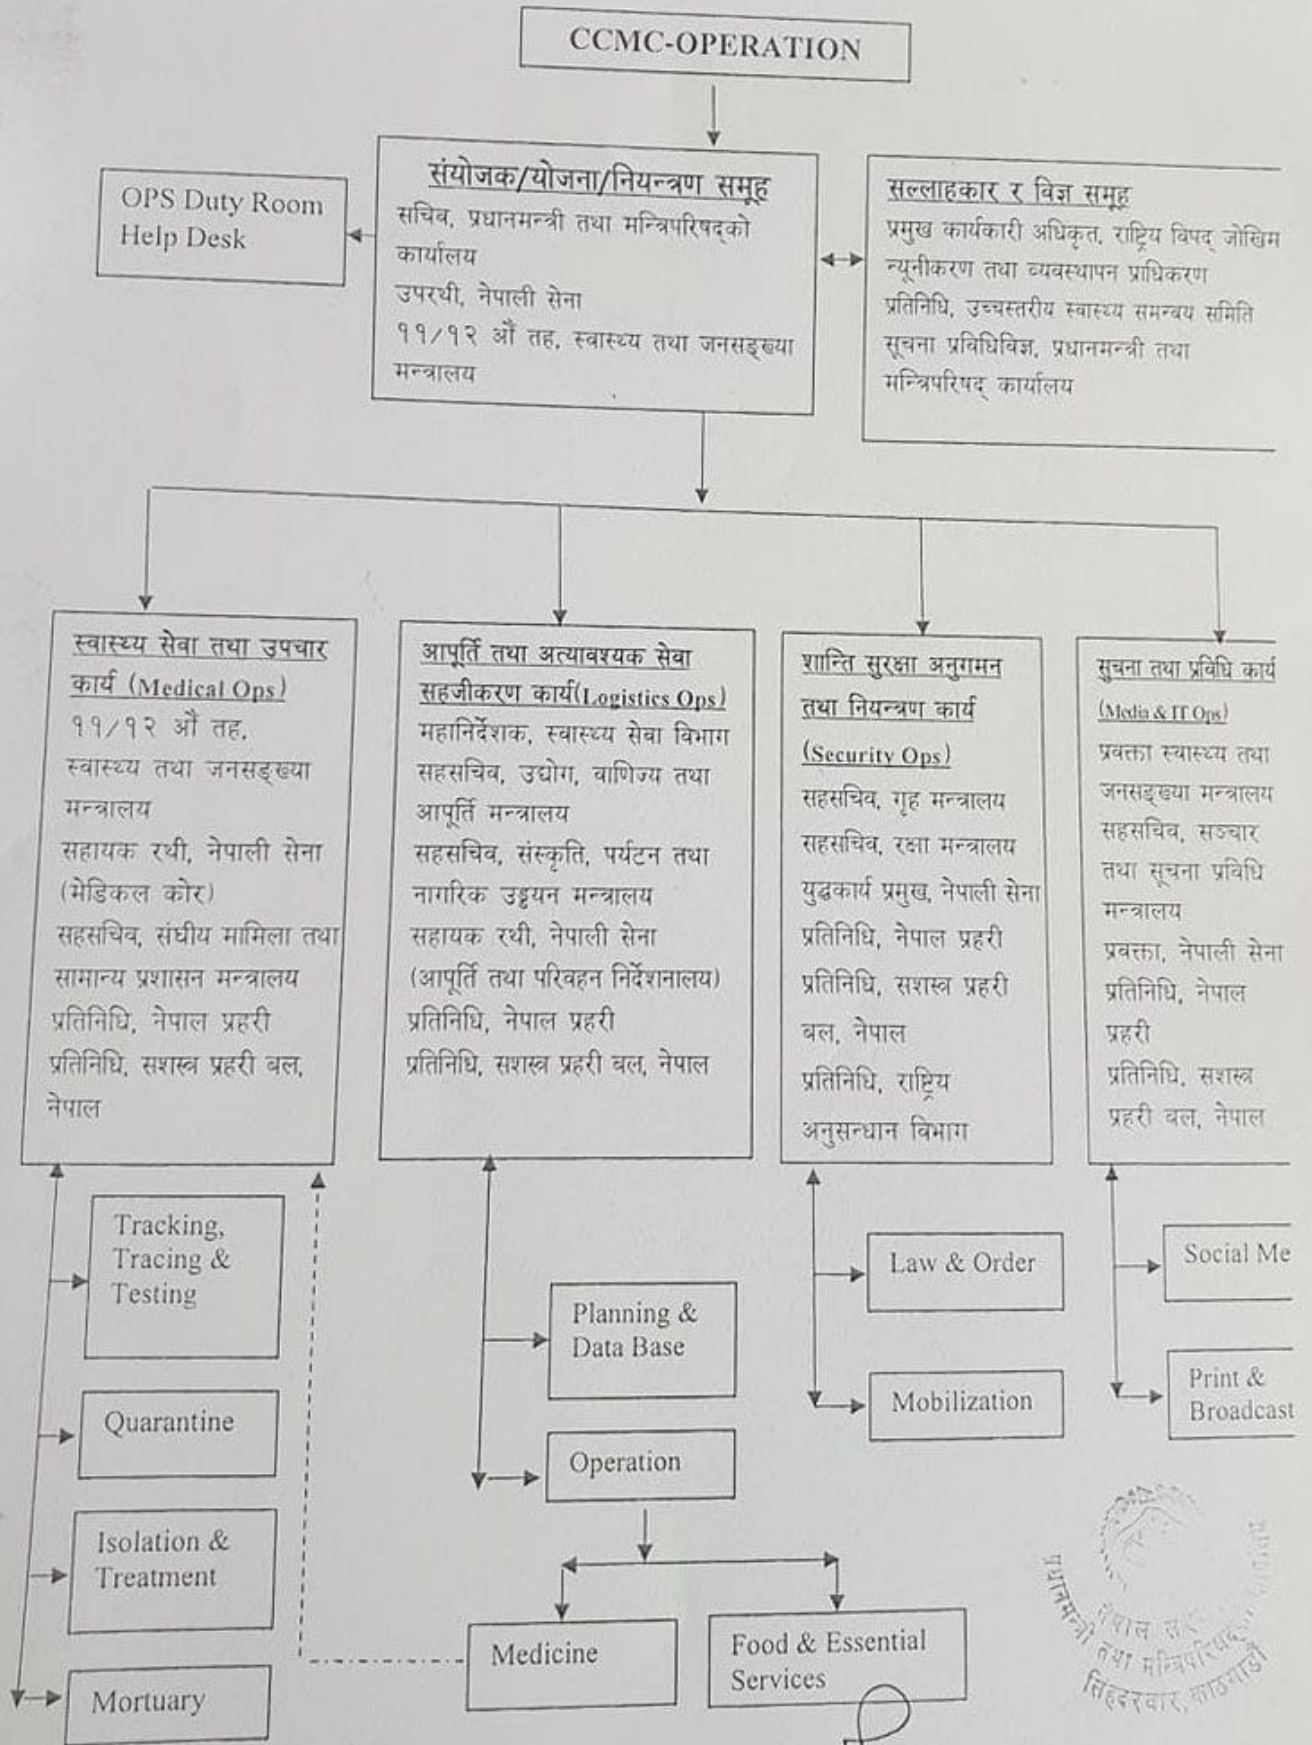 CCMC-OPERATION
OPS Duty Room
Help Desk
संयोजक/योजना/नियन्त्रण समूह
सचिव, प्रधानमन्त्री तथा मन्त्रिपरिषद्को
कार्यालय
उपरथी, नेपाली सेना
११/१२ औं तह, स्वास्थ्य तथा जनसङ्ख्या
मन्त्रालय
सल्लाहकार र विज्ञ समूह
प्रमुख कार्यकारी अधिकृत, राष्ट्रिय विपद् जोखिम
न्यूनीकरण तथा व्यवस्थापन प्राधिकरण
प्रतिनिधि, उच्चस्तरीय स्वास्थ्य समन्वय समिति
सूचना प्रविधिविज्ञ, प्रधानमन्त्री तथा
मन्त्रिपरिषद् कार्यालय
स्वास्थ्य सेवा तथा उपचार
कार्य (Medical Ops)
११/१२ औं तह,
स्वास्थ्य तथा जनसङ्ख्या
मन्त्रालय
सहायक रथी, नेपाली सेना
(मेडिकल कोर)
सहसचिव, संघीय मामिला तथा
सामान्य प्रशासन मन्त्रालय
प्रतिनिधि, नेपाल प्रहरी
प्रतिनिधि, सशस्त्र प्रहरी बल,
नेपाल
आपूर्ति तथा अत्यावश्यक सेवा
सहजीकरण कार्य(Logistics Ops)
महानिर्देशक, स्वास्थ्य सेवा विभाग
सहसचिव, उद्योग, वाणिज्य तथा
आपूर्ति मन्त्रालय
सहसचिव, संस्कृति, पर्यटन तथा
नागरिक उड्डयन मन्त्रालय
सहायक रथी, नेपाली सेना
(आपूर्ति तथा परिवहन निर्देशनालय)
प्रतिनिधि, नेपाल प्रहरी
प्रतिनिधि, सशस्त्र प्रहरी बल, नेपाल
शान्ति सुरक्षा अनुगमन
तथा नियन्त्रण कार्य
(Security Ops)
सहसचिव, गृह मन्त्रालय
सहसचिव, रक्षा मन्त्रालय
युद्धकार्य प्रमुख, नेपाली सेना
प्रतिनिधि, नेपाल प्रहरी
प्रतिनिधि, सशस्त्र प्रहरी
बल, नेपाल
प्रतिनिधि, राष्ट्रिय
अनुसन्धान विभाग
सुचना तथा प्रविधि कार्य
(Media & IT Ops)
प्रवक्ता स्वास्थ्य तथा
जनसङ्ख्या मन्त्रालय
सहसचिव, सञ्चार
तथा सूचना प्रविधि
मन्त्रालय
प्रवक्ता, नेपाली सेना
प्रतिनिधि, नेपाल
प्रहरी
प्रतिनिधि, सशस्त्र
प्रहरी बल, नेपाल
Tracking,
Tracing &
Testing
Quarantine
Isolation &
Treatment
Mortuary
Planning &
Data Base
Operation
Medicine
Food & Essential
Services
Law & Order
Mobilization
Social Me
Print &
Broadcast
नेपाल
प्रधानमन्त्री तथा मन्त्रिपरिषद्
सिंहदरवार, काठमाडौं